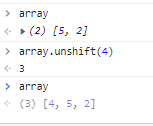 > array
<· ▶ (2) [5, 2]
> array.unshift(4)
<· 3
> array
<· (3) [4, 5, 2]